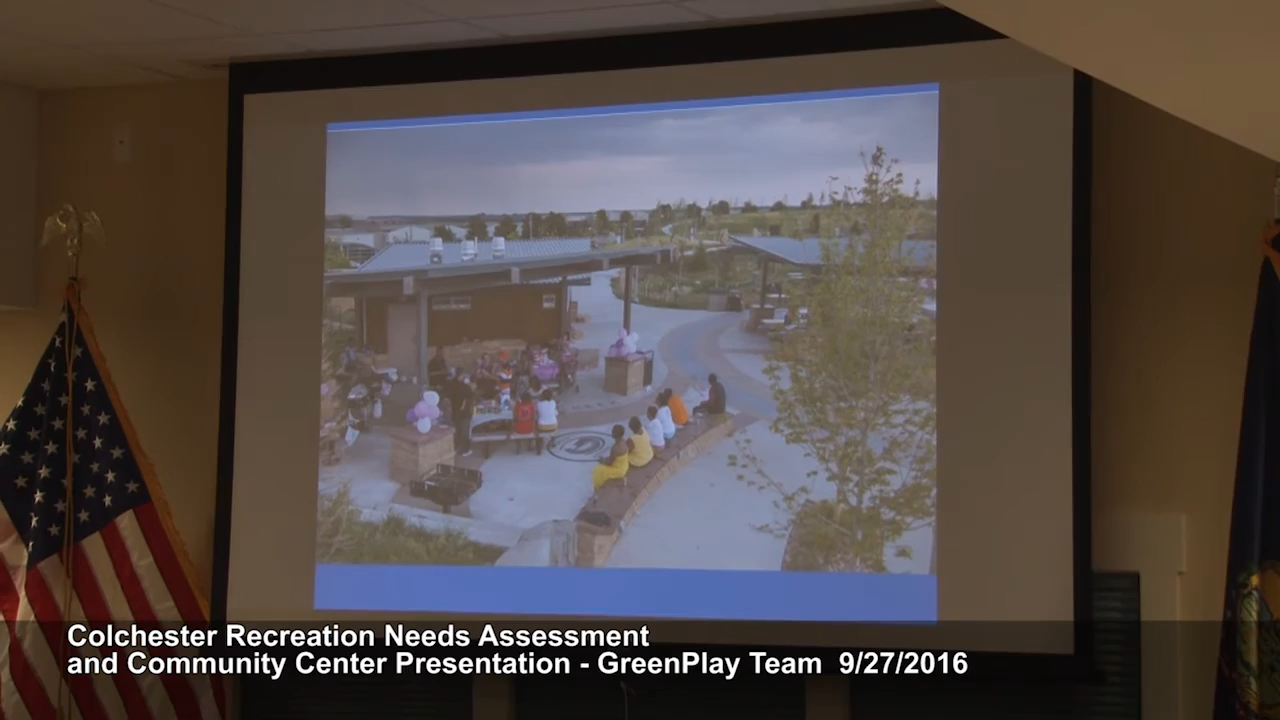 Colchester Recreation Needs Assessment
and Community Center Presentation - GreenPlay Team  9/27/2016